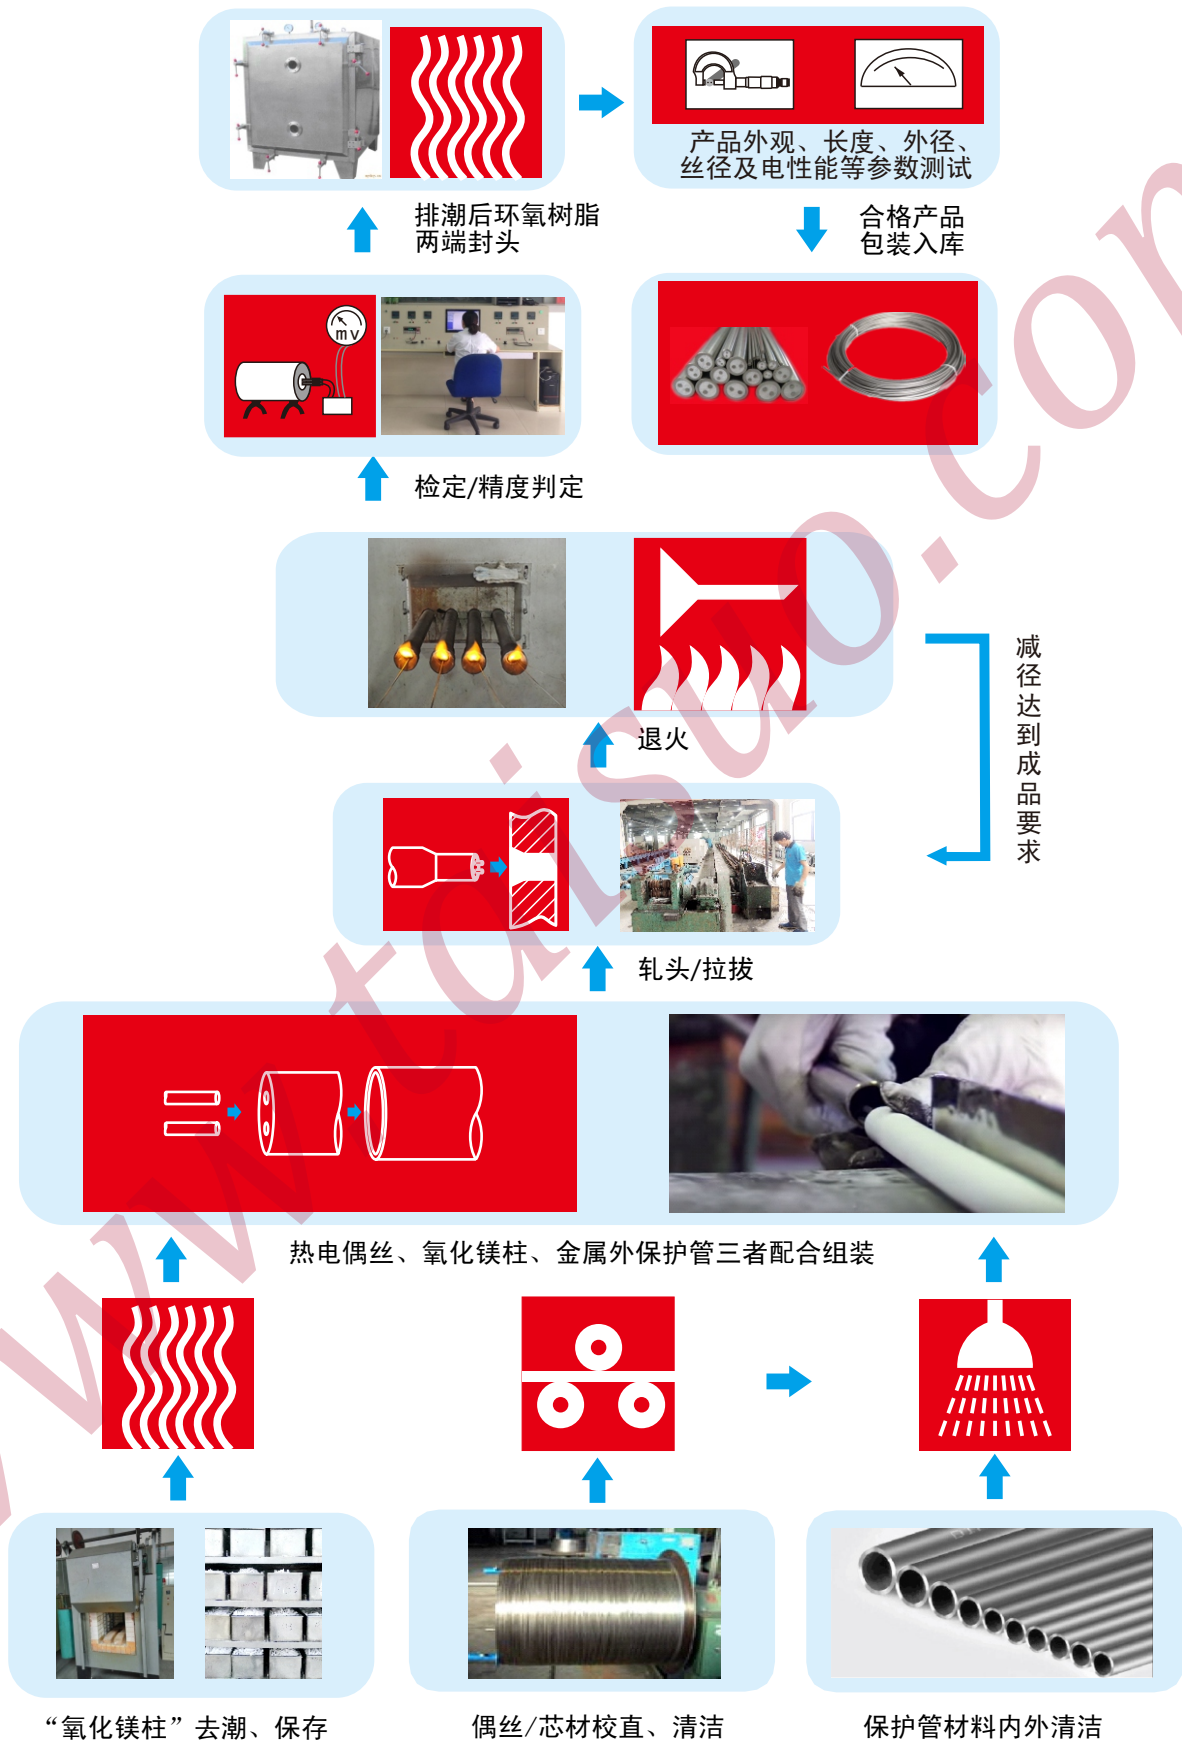 产品外观、长度、外径、
丝径及电性能等参数测试
排潮后环氧树脂
两端封头
合格产品
包装入库
mv
检定/精度判定
减径达到成品要求
退火
轧头/拉拔
热电偶丝、氧化镁柱、金属外保护管三者配合组装
“氧化镁柱”去潮、保存
偶丝/芯材校直、清洁
保护管材料内外清洁
www.taisuo.com